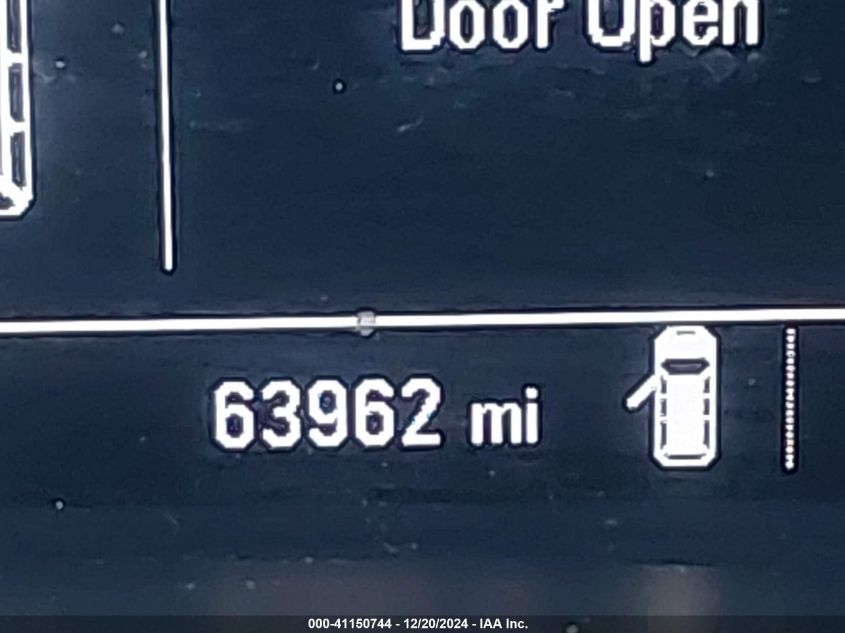 Door Open
63962 mi
000-41150744 - 12/20/2024 - IAA Inc.